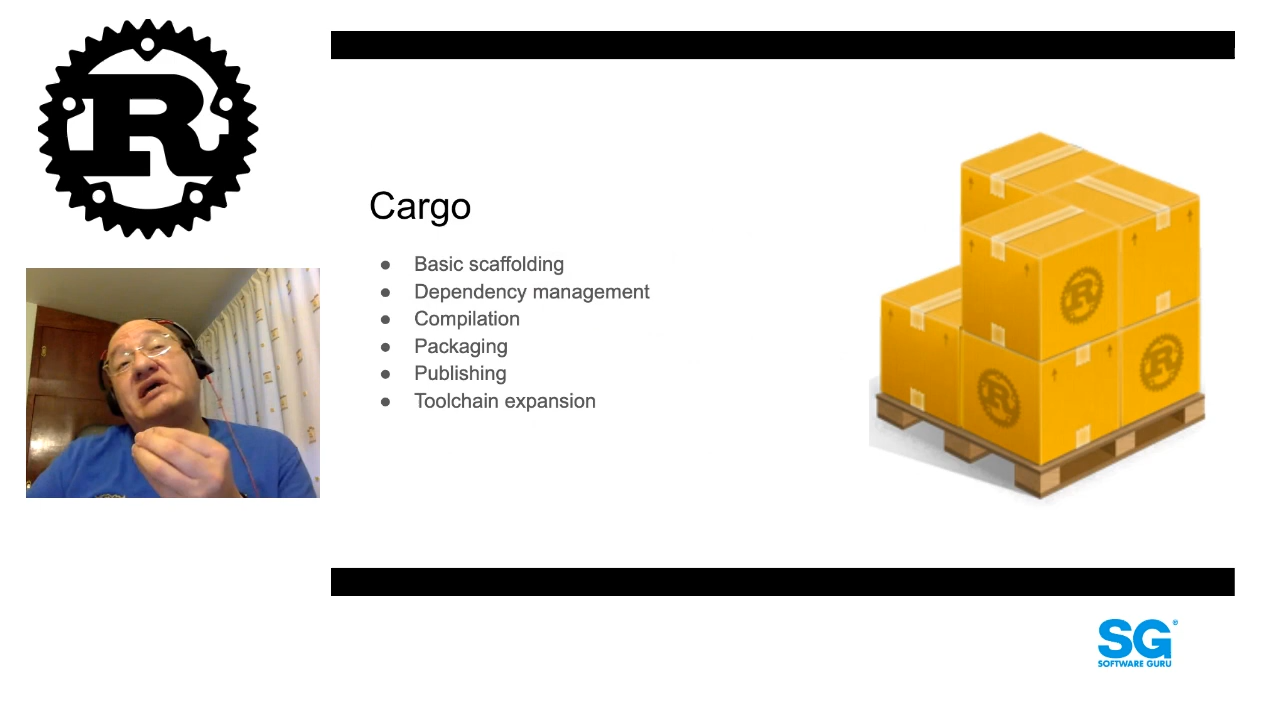 R
Cargo
● Basic scaffolding
● Dependency management
● Compilation
● Packaging
● Publishing
● Toolchain expansion
R
R
R
SG®
SOFTWARE GURU